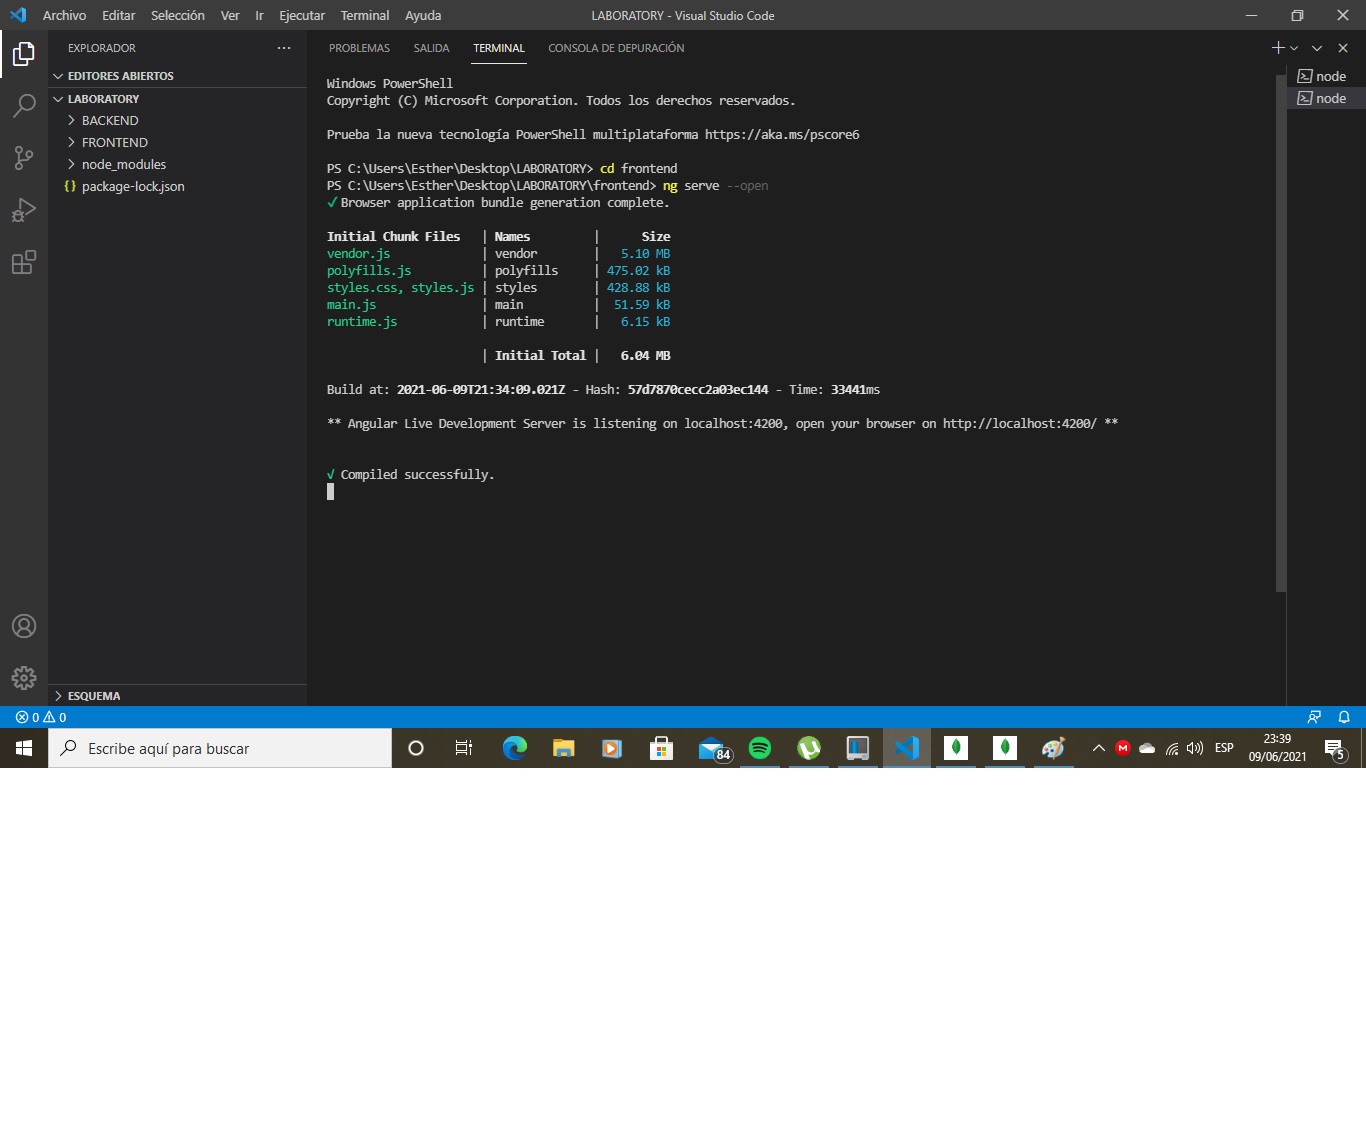 Archivo Editar Selección Ver Ir Ejecutar Terminal Ayuda LABORATORY - Visual Studio Code
EXPLORADOR
EDITORES ABIERTOS
LABORATORY
BACKEND
FRONTEND
node_modules
{} package-lock.json
ESQUEMA
PROBLEMAS SALIDA TERMINAL CONSOLA DE DEPURACIÓN
Windows PowerShell
Copyright (C) Microsoft Corporation. Todos los derechos reservados.
Prueba la nueva tecnología PowerShell multiplataforma https://aka.ms/pscore6
PS C:\Users\Esther\Desktop\LABORATORY> cd frontend
PS C:\Users\Esther\Desktop\LABORATORY\frontend> ng serve --open
✓ Browser application bundle generation complete.
Initial Chunk Files | Names | Size
vendor.js | vendor | 5.10 MB
polyfills.js | polyfills | 475.02 kB
styles.css, styles.js | styles | 428.88 kB
main.js | main | 51.59 kB
runtime.js | runtime | 6.15 kB
| Initial Total | 6.04 MB
Build at: 2021-06-09T21:34:09.021Z - Hash: 57d7870cecc2a03ec144 - Time: 33441ms
** Angular Live Development Server is listening on localhost:4200, open your browser on http://localhost:4200/ **
√ Compiled successfully.
node
node
0 0
Escribe aquí para buscar
84
M
ESP
23:39
09/06/2021
5